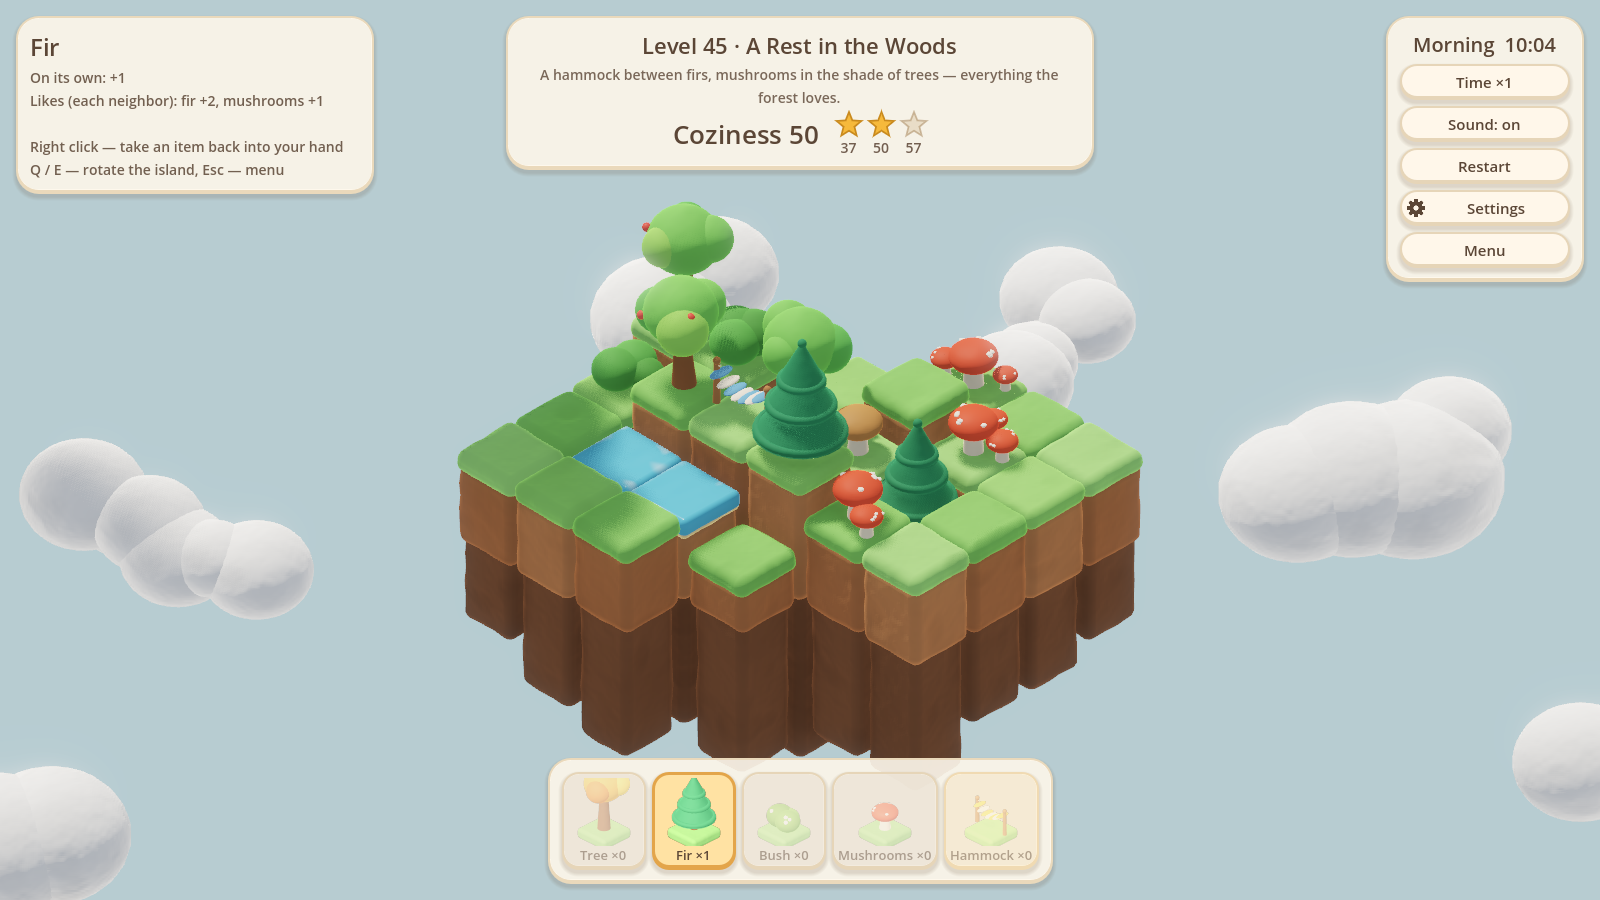 Fir
On its own: +1
Likes (each neighbor): fir +2, mushrooms +1
Right click — take an item back into your hand
Q / E — rotate the island, Esc — menu
Level 45 · A Rest in the Woods
A hammock between firs, mushrooms in the shade of trees — everything the
forest loves.
Coziness 50
37 50 57
Morning 10:04
Time ×1
Sound: on
Restart
Settings
Menu
Tree ×0
Fir ×1
Bush ×0
Mushrooms ×0
Hammock ×0